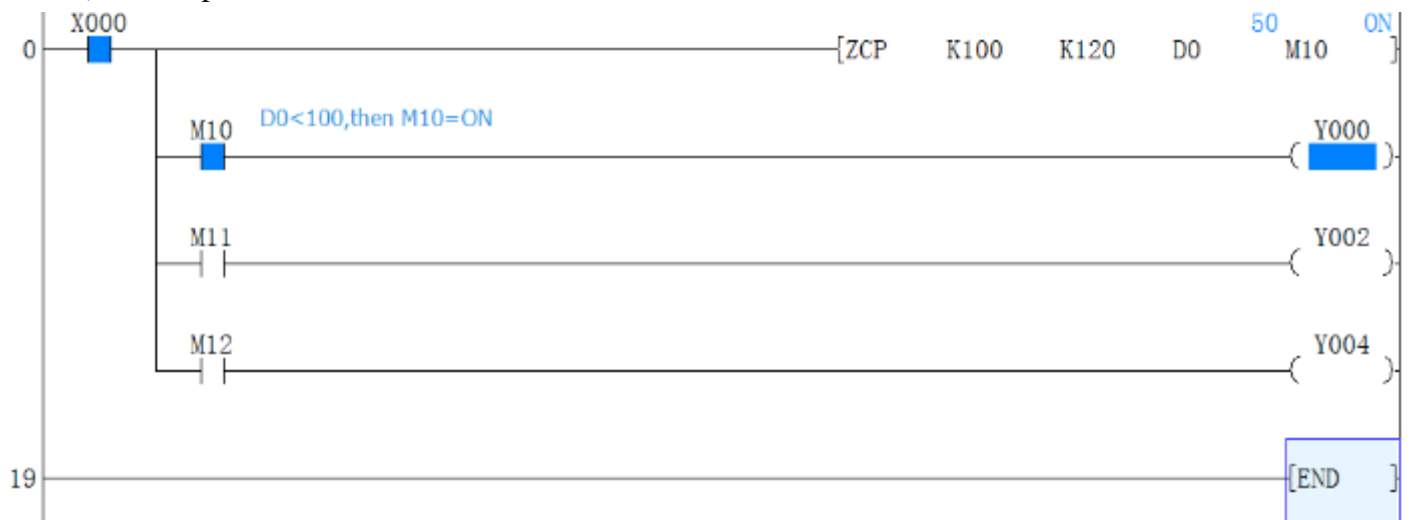 X000 50 ON
0 [ZCP K100 K120 D0 M10 ]
M10 D0<100,then M10=ON Y000
( )
M11 Y002
( )
M12 Y004
( )
19 [END ]